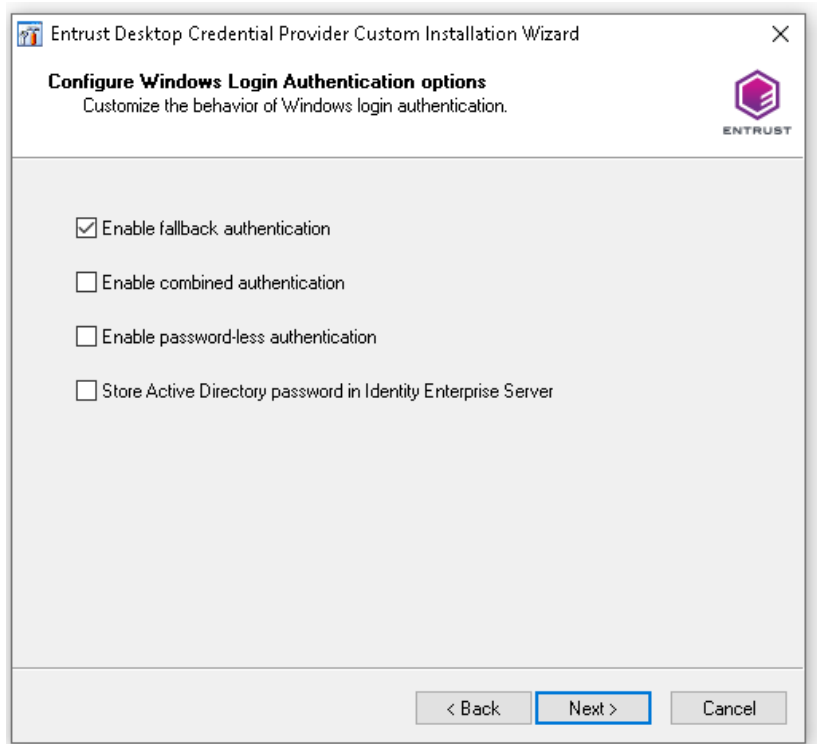 Entrust Desktop Credential Provider Custom Installation Wizard
Configure Windows Login Authentication options
Customize the behavior of Windows login authentication.
ENTRUST
Enable fallback authentication
Enable combined authentication
Enable password-less authentication
Store Active Directory password in Identity Enterprise Server
< Back
Next >
Cancel